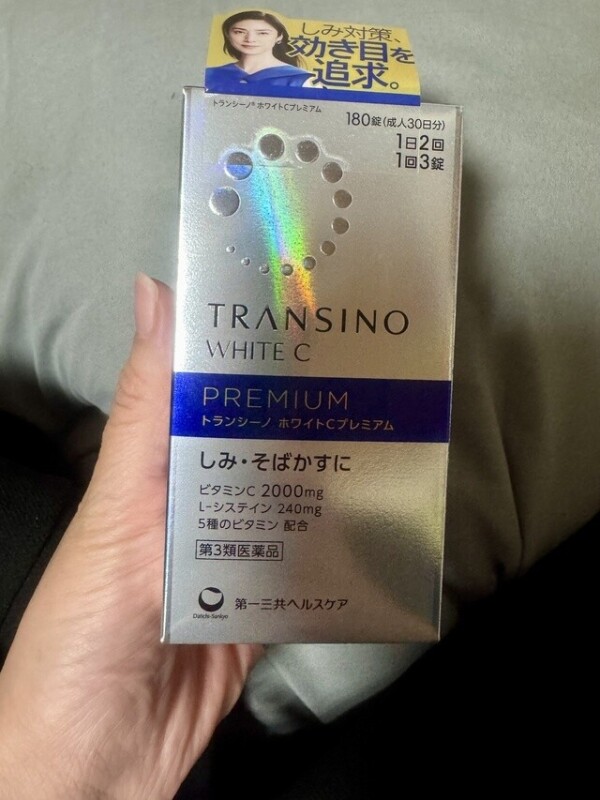 しみ対策、
効き目を
追求。
トランシーノ® ホワイトCプレミアム
180錠(成人30日分)
1日2回
1回3錠
TRANSINO
WHITE C
PREMIUM
トランシーノ ホワイトCプレミアム
しみ・そばかすに
ビタミンC 2000mg
L-システイン 240mg
5種のビタミン 配合
第3類医薬品
Daiichi-Sankyo
第一三共ヘルスケア